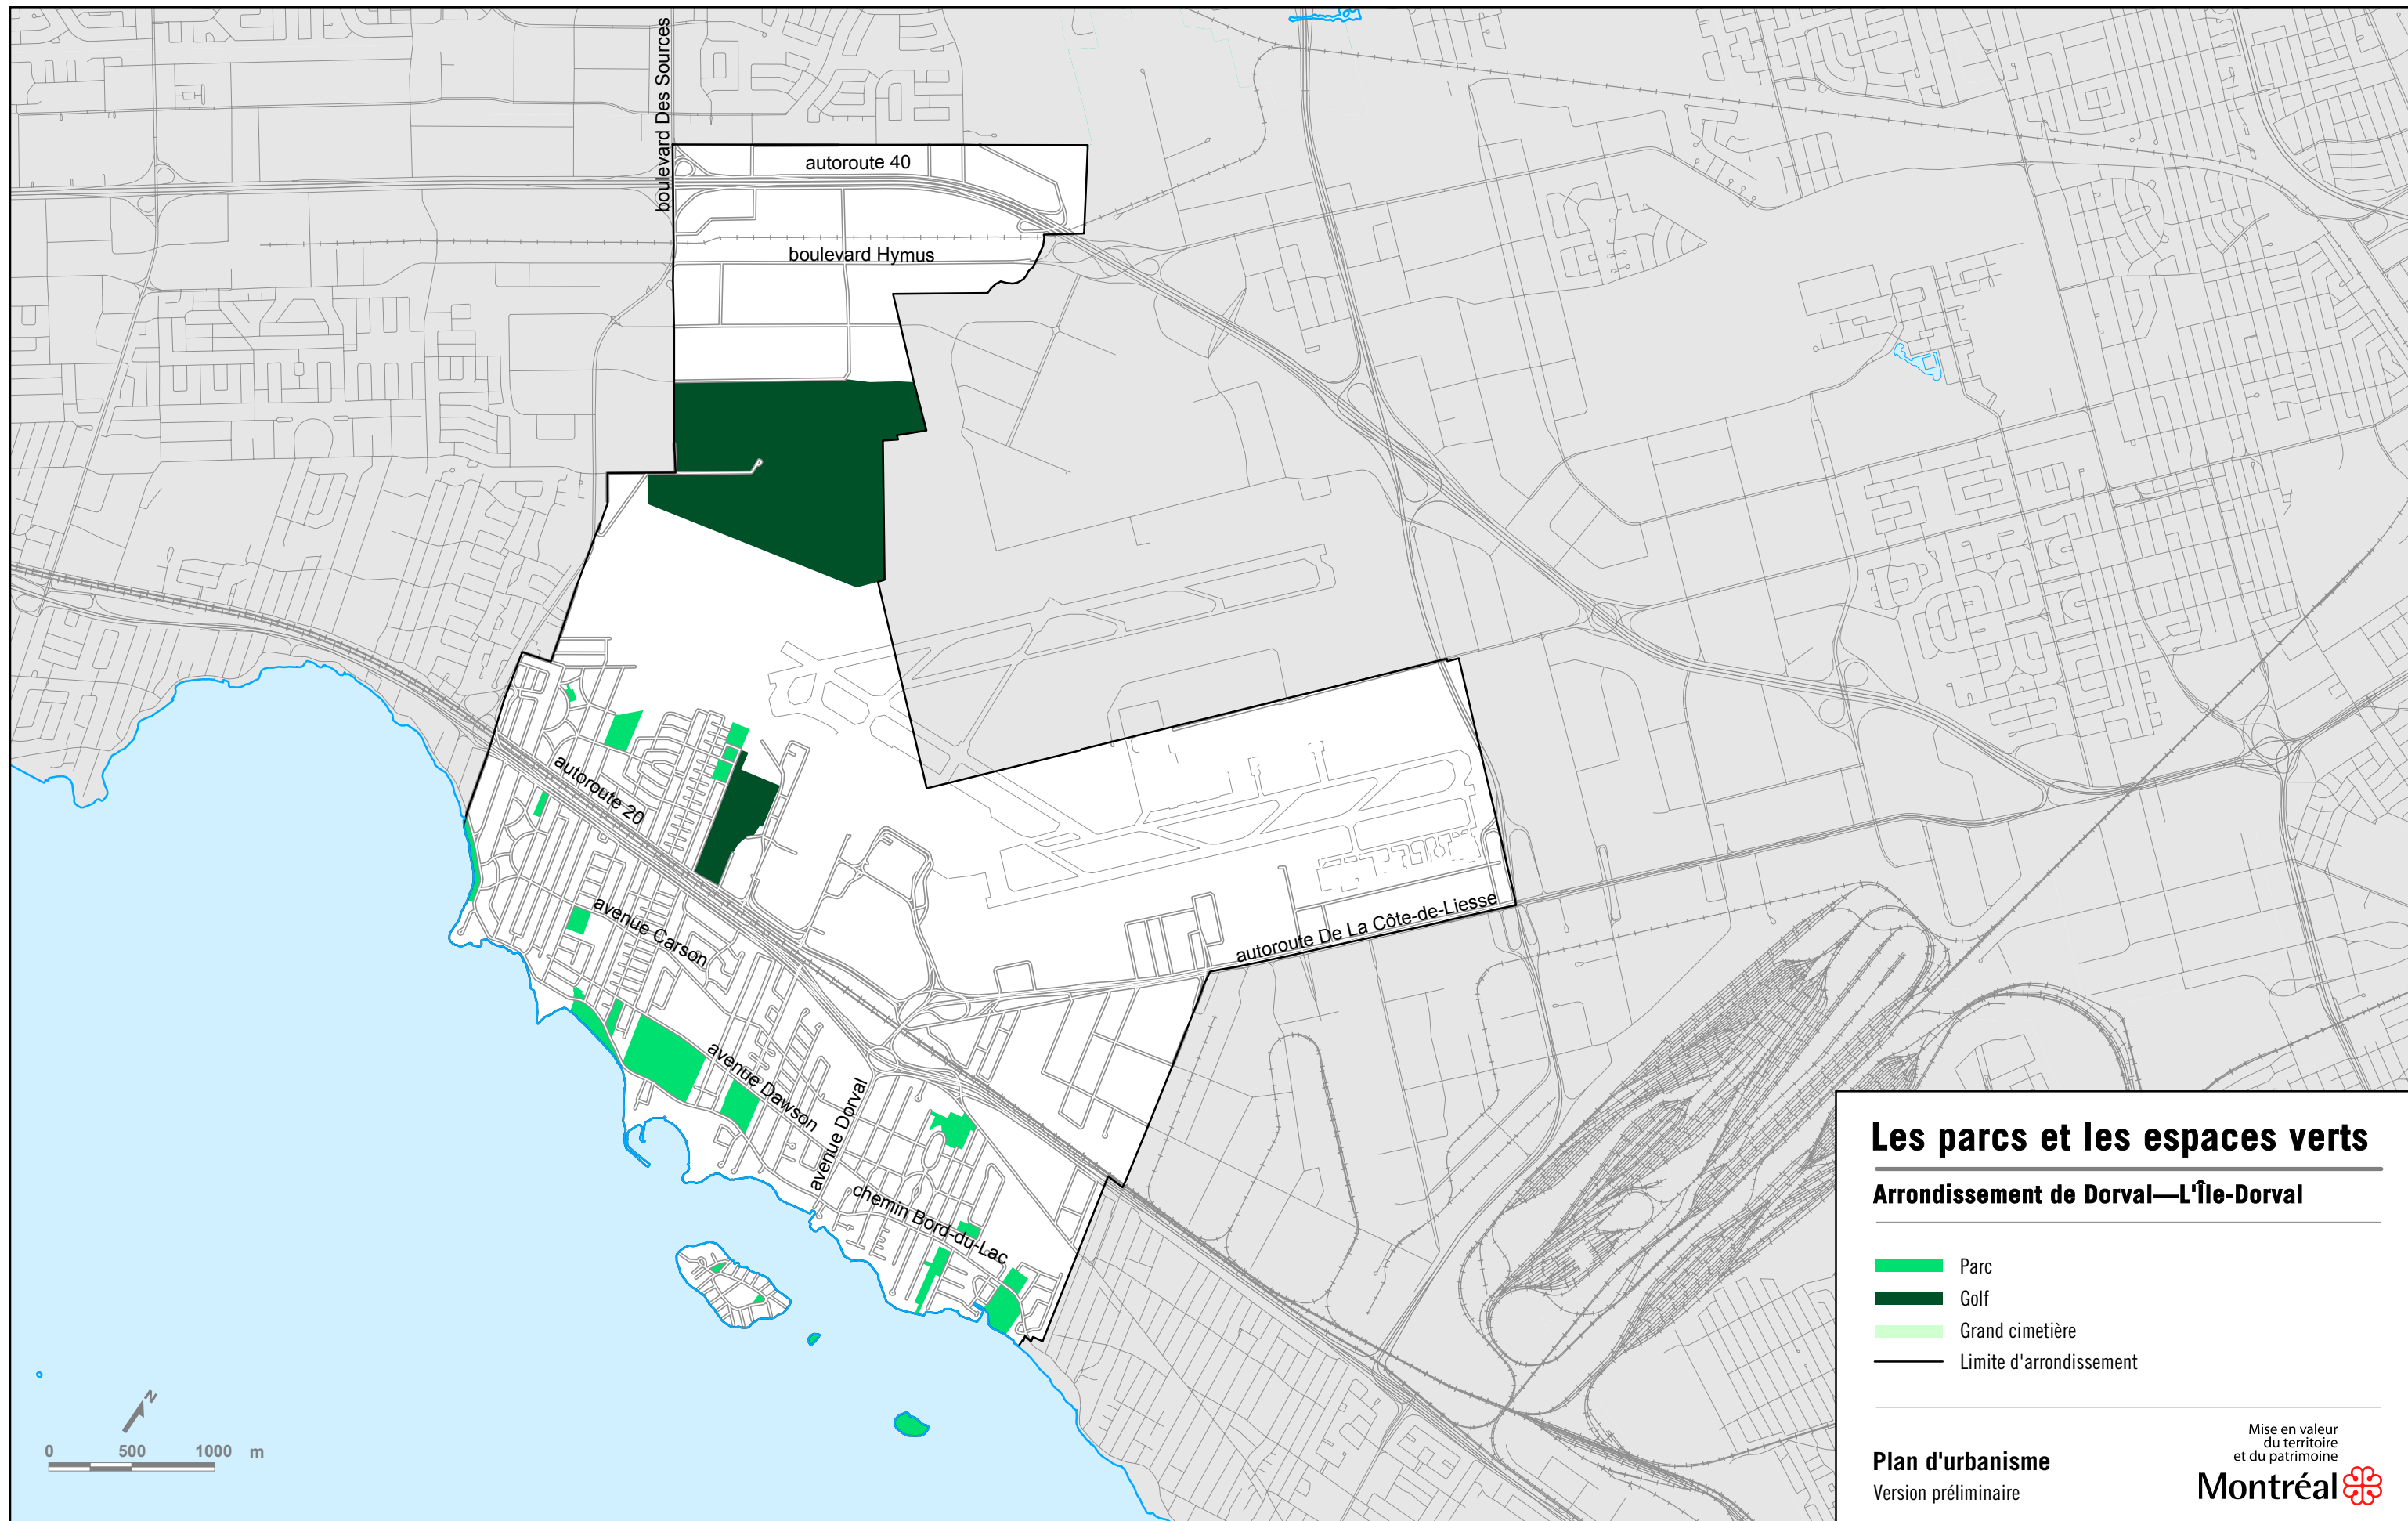 boulevard Des Sources
autoroute 40
boulevard Hymus
autoroute 20
avenue Carson
autoroute De La Côte-de-Liesse
avenue Dawson
avenue Dorval
chemin Bord-du-Lac
N
0 500 1000 m
Les parcs et les espaces verts
Arrondissement de Dorval—L'Île-Dorval
Parc
Golf
Grand cimetière
Limite d'arrondissement
Plan d'urbanisme
Version préliminaire
Mise en valeur
du territoire
et du patrimoine
Montréal